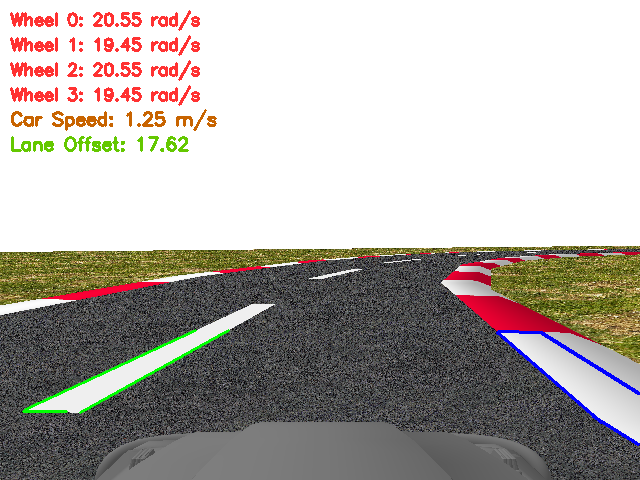 Wheel 0: 20.55 rad/s
Wheel 1: 19.45 rad/s
Wheel 2: 20.55 rad/s
Wheel 3: 19.45 rad/s
Car Speed: 1.25 m/s
Lane Offset: 17.62